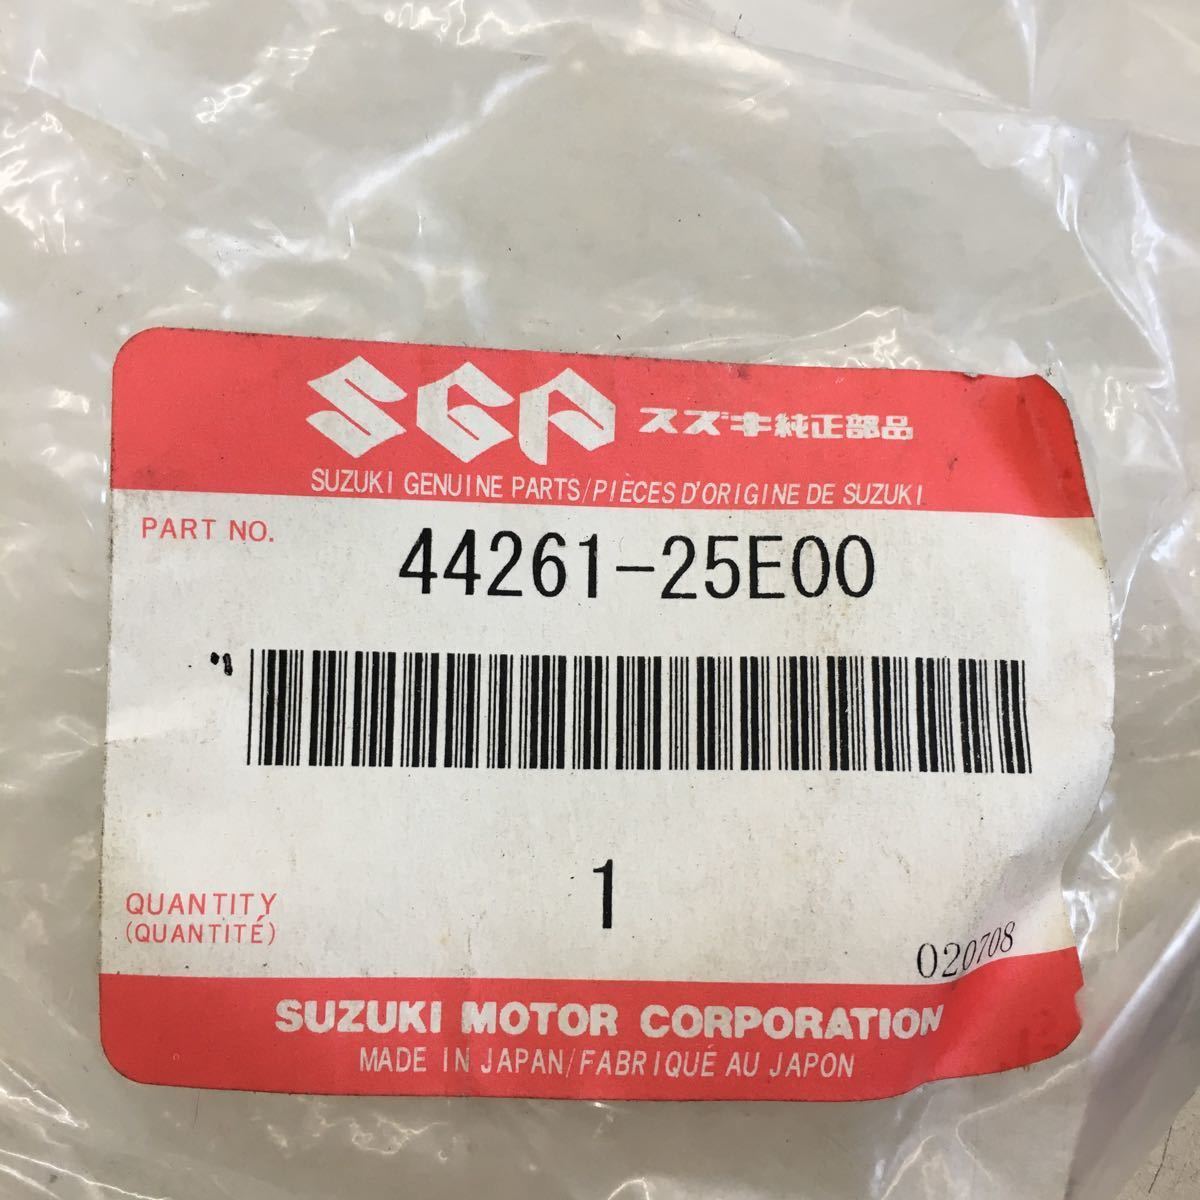 SGP スズキ純正部品
SUZUKI GENUINE PARTS/PIÈCES D'ORIGINE DE SUZUKI
PART NO. 44261-25E00
1
QUANTITY
(QUANTITÉ)
020708
SUZUKI MOTOR CORPORATION
MADE IN JAPAN/FABRIQUÉ AU JAPON